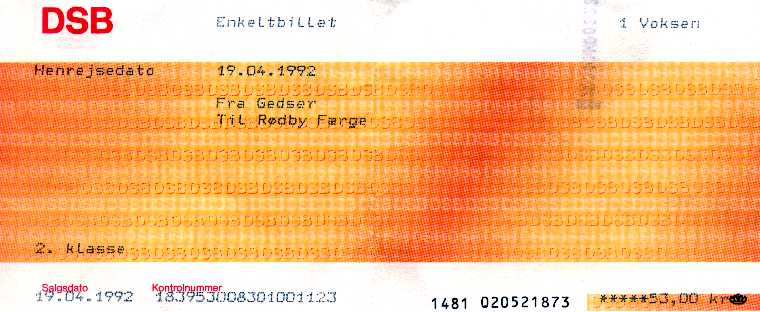 DSB Enkeltbillet 1 Voksen
Henrejsedato 19.04.1992
Fra Gedser
Til Rødby Færge
2. klasse
Salgsdato Kontrolnummer
19.04.1992 183953008301001123
1481 020521873 *****53,00 kr